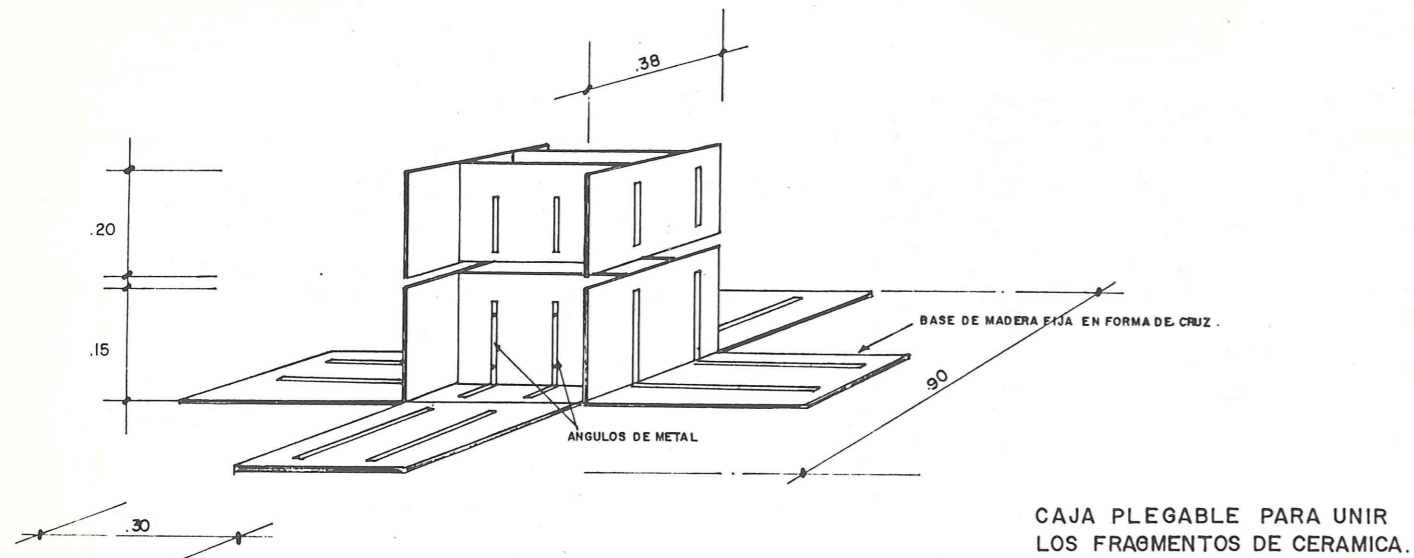 .38
.20
.15
BASE DE MADERA FIJA EN FORMA DE CRUZ.
.90
ANGULOS DE METAL
.30
CAJA PLEGABLE PARA UNIR
LOS FRAGMENTOS DE CERAMICA.